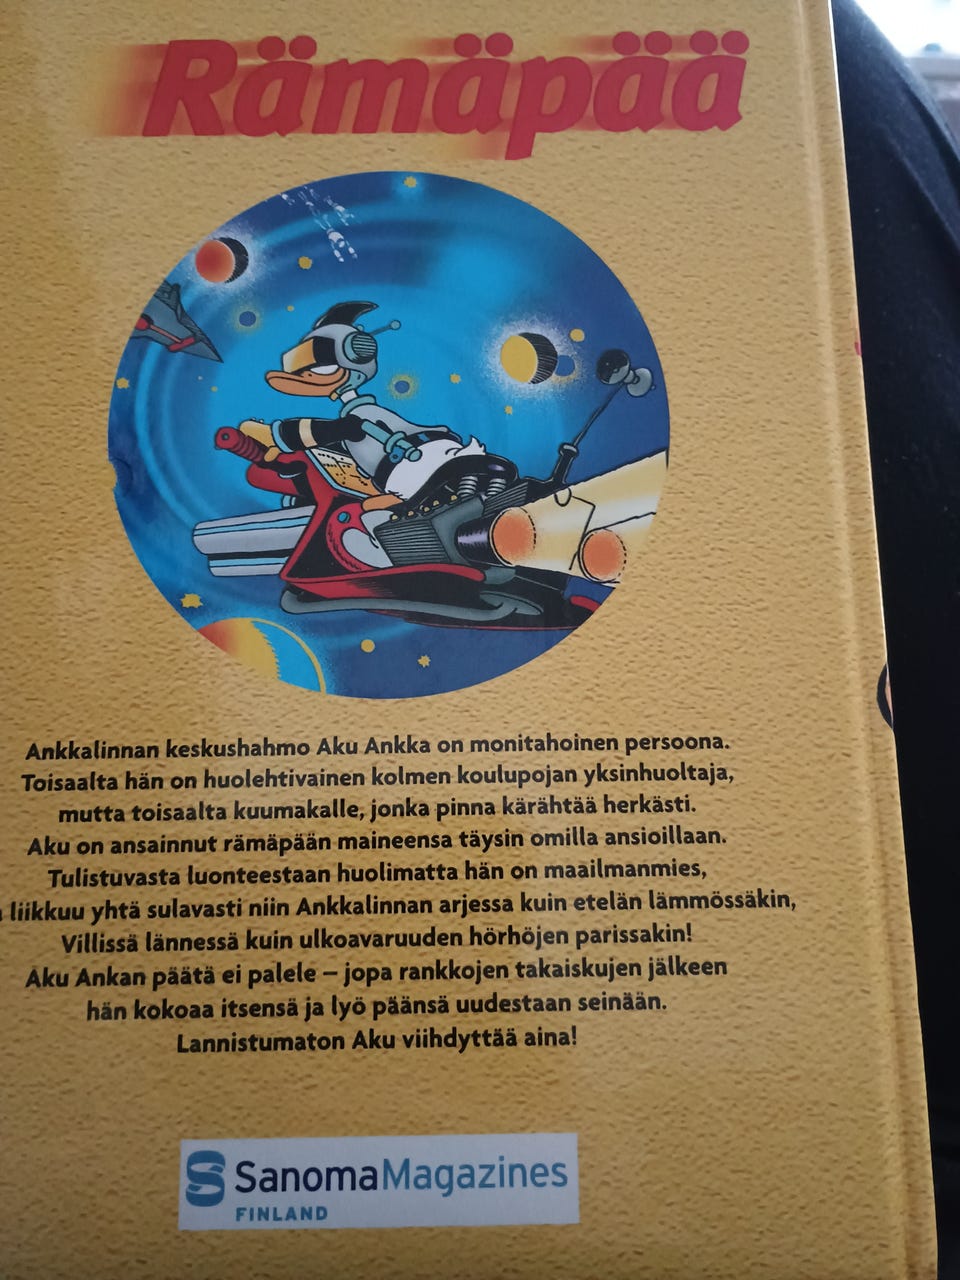 Rämäpää
Ankkalinnan keskushahmo Aku Ankka on monitahoinen persoona.
Toisaalta hän on huolehtivainen kolmen koulupojan yksinhuoltaja,
mutta toisaalta kuumakalle, jonka pinna kärähtää herkästi.
Aku on ansainnut rämäpään maineensa täysin omilla ansioillaan.
Tulistuvasta luonteestaan huolimatta hän on maailmanmies,
liikkuu yhtä sulavasti niin Ankkalinnan arjessa kuin etelän lämmössäkin,
Villissä lännessä kuin ulkoavaruuden hörhöjen parissakin!
Aku Ankan päätä ei palele – jopa rankkojen takaiskujen jälkeen
hän kokoaa itsensä ja lyö päänsä uudestaan seinään.
Lannistumaton Aku viihdyttää aina!
SanomaMagazines
FINLAND